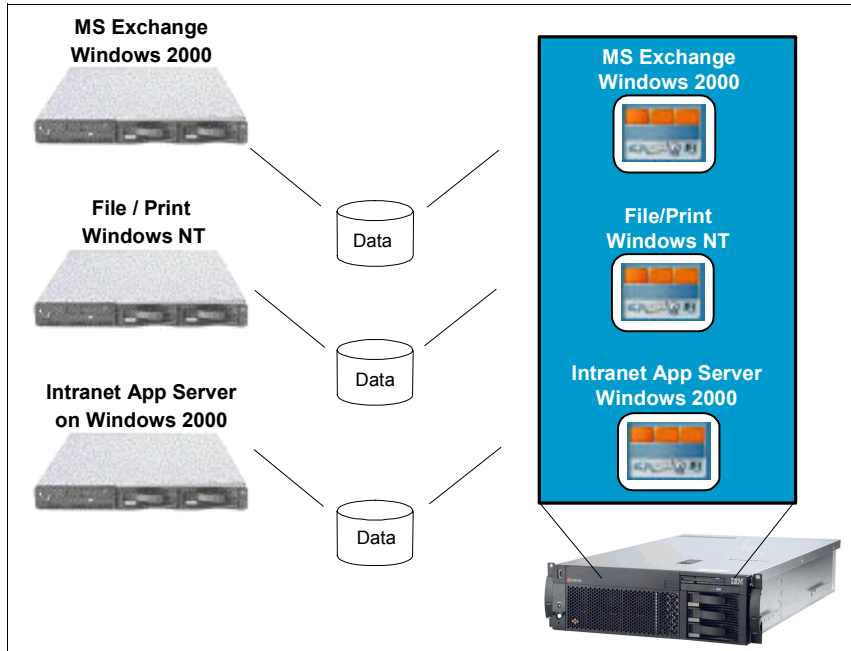 MS Exchange
Windows 2000
File / Print
Windows NT
Intranet App Server
on Windows 2000
Data
Data
Data
MS Exchange
Windows 2000
File/Print
Windows NT
Intranet App Server
Windows 2000
IBM